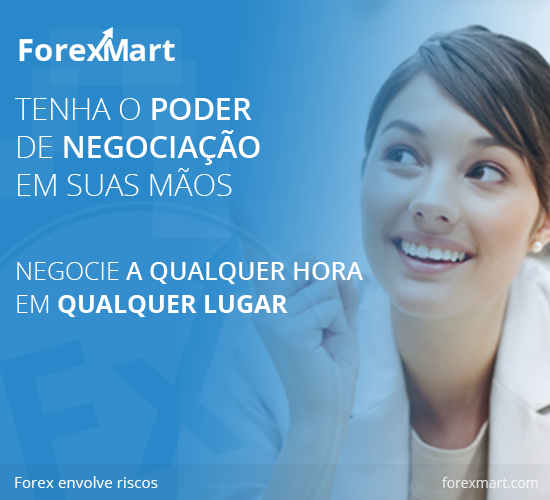 ForexMart
TENHA O PODER
DE NEGOCIAÇÃO
EM SUAS MÃOS
NEGOCIE A QUALQUER HORA
EM QUALQUER LUGAR
Fx
Forex envolve riscos
forexmart.com